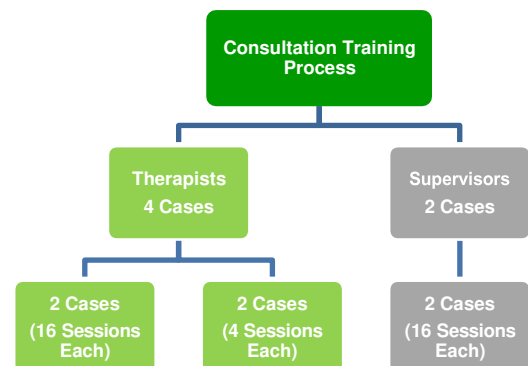 Consultation Training
Process
Therapists
4 Cases
Supervisors
2 Cases
2 Cases
(16 Sessions
Each)
2 Cases
(4 Sessions
Each)
2 Cases
(16 Sessions
Each)